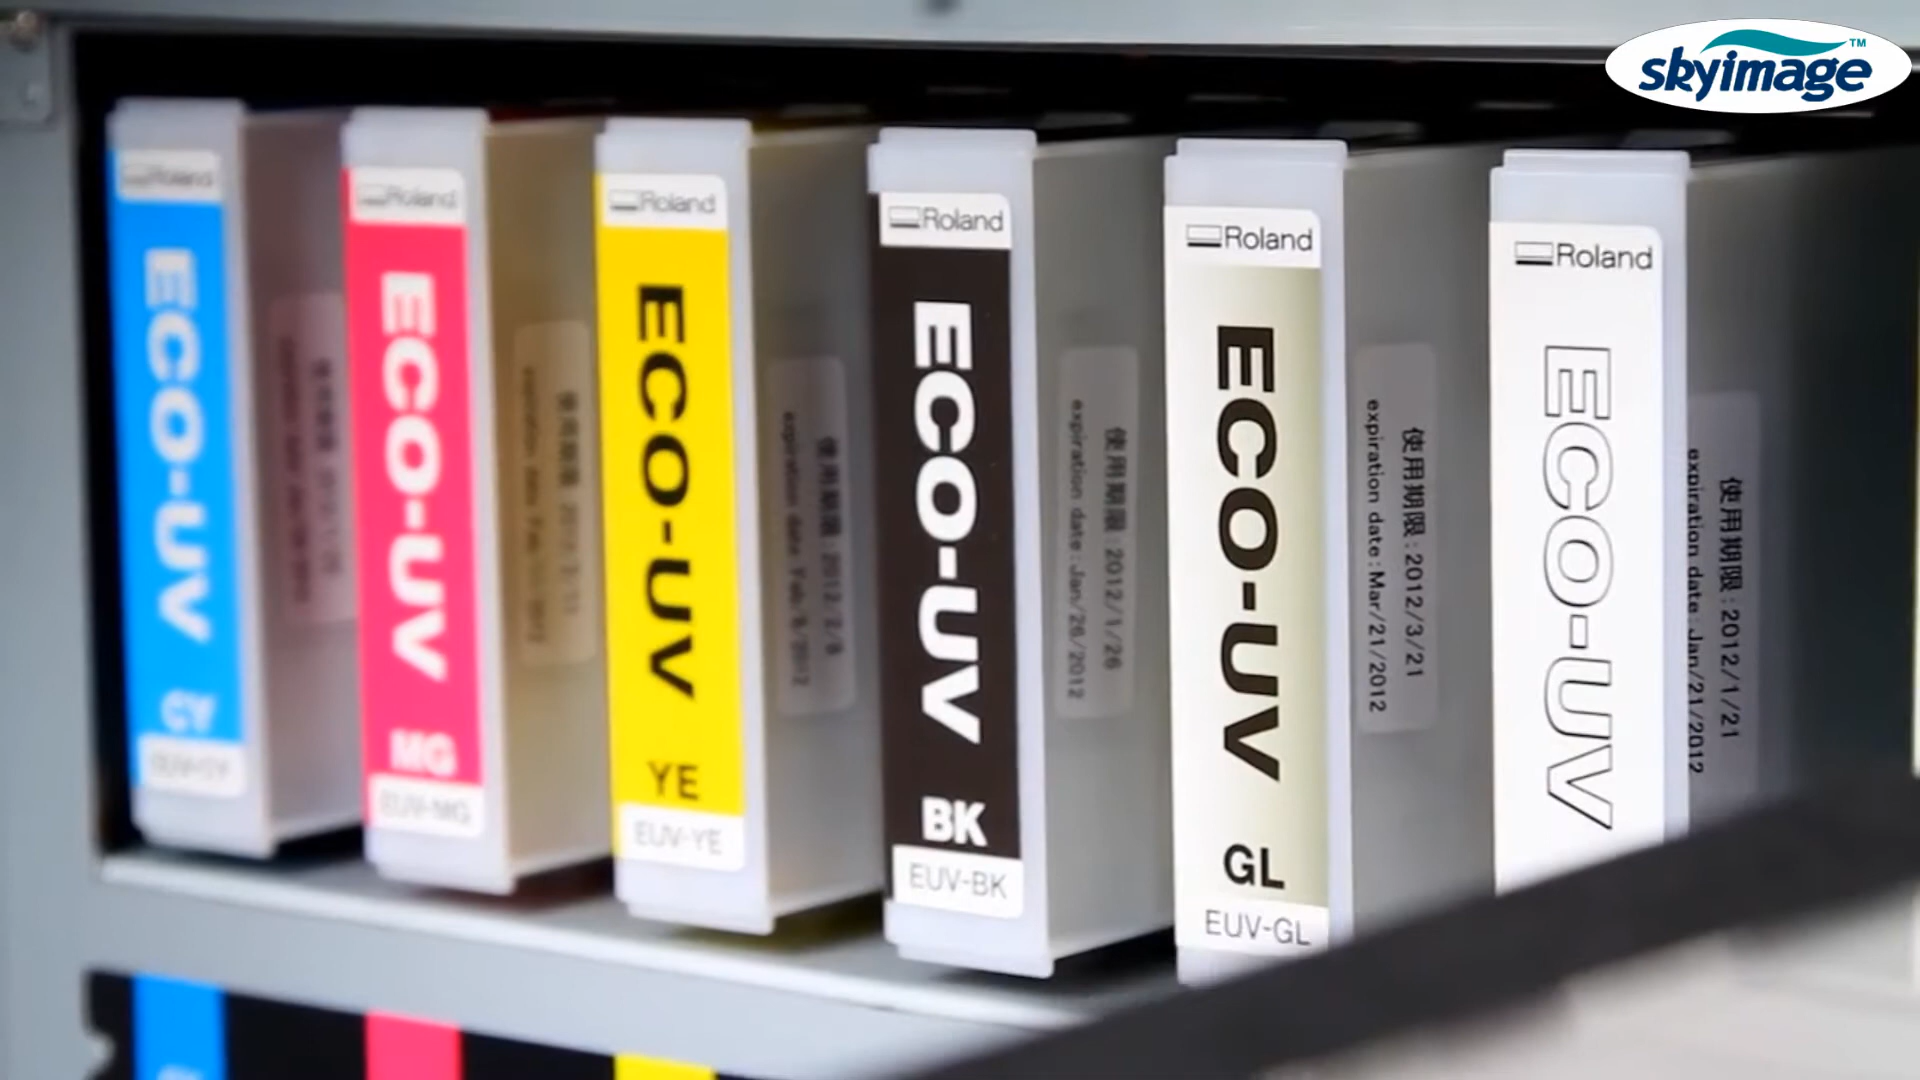 skyimage™
Roland
ECO-UV
CY
Roland
ECO-UV
MG
EUV-MG
Roland
ECO-UV
YE
EUV-YE
使用期限:2012/2/8
expiration date:Feb/8/2012
Roland
ECO-UV
BK
EUV-BK
使用期限:2012/1/26
expiration date:Jan/26/2012
Roland
ECO-UV
GL
EUV-GL
使用期限:2012/3/21
expiration date:Mar/21/2012
Roland
ECO-UV
使用期限:2012/1/21
expiration date:Jan/21/2012